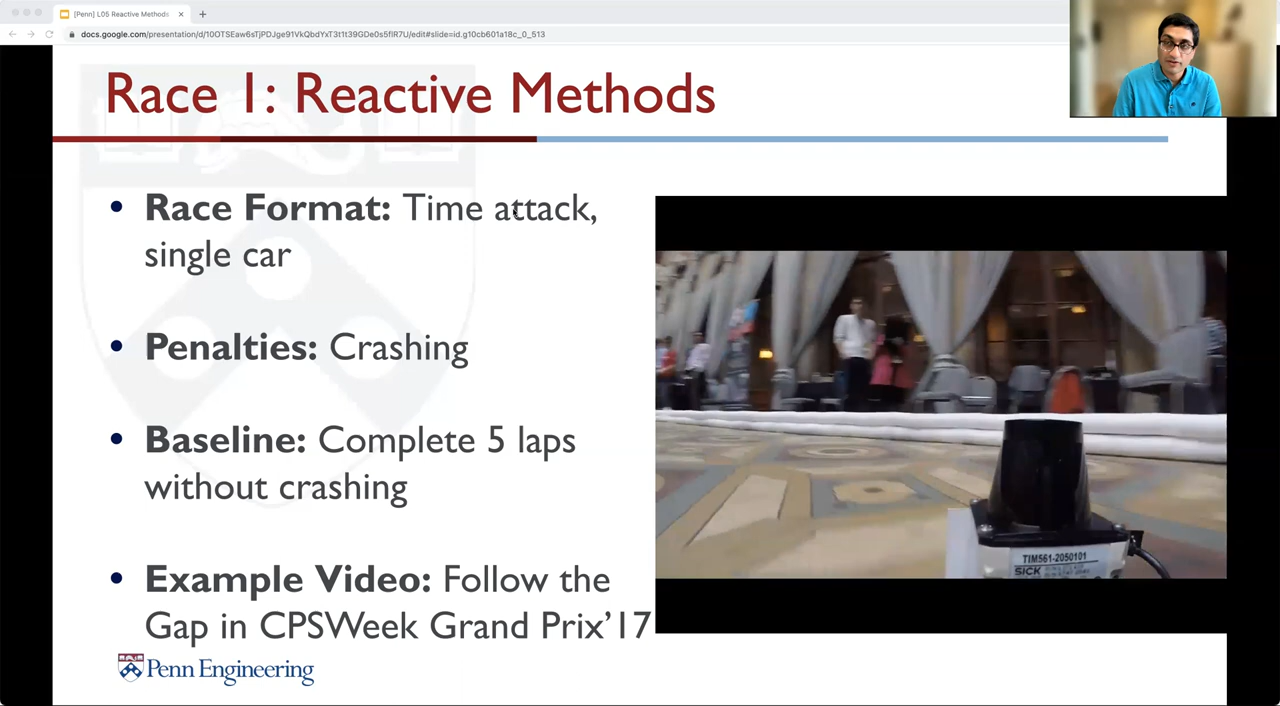 [Penn] L05 Reactive Methods
docs.google.com/presentation/d/10OTSEaw6sTjPDJge91VkQbdYxT3t1t39GDe0s5flR7U/edit#slide=id.g10cb601a18c_0_513
Race 1: Reactive Methods
• Race Format: Time attack,
single car
• Penalties: Crashing
• Baseline: Complete 5 laps
without crashing
• Example Video: Follow the
Gap in CPSWeek Grand Prix’17
TIM561-2050101
SICK
Penn Engineering